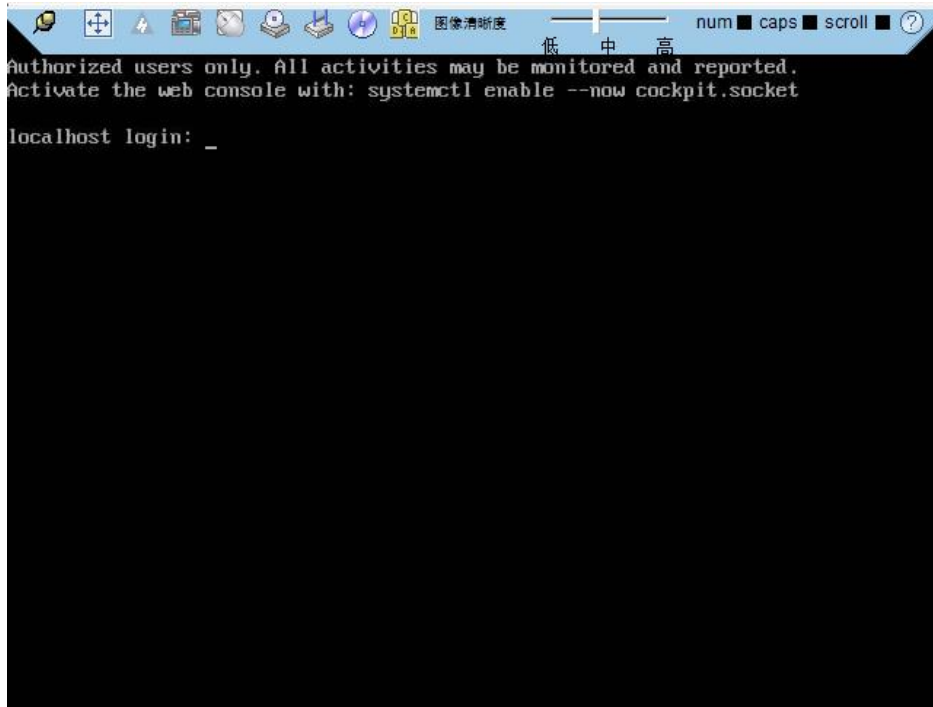 图像清晰度 低 中 高 num caps scroll ?
Authorized users only. All activities may be monitored and reported.
Activate the web console with: systemctl enable --now cockpit.socket
localhost login: _